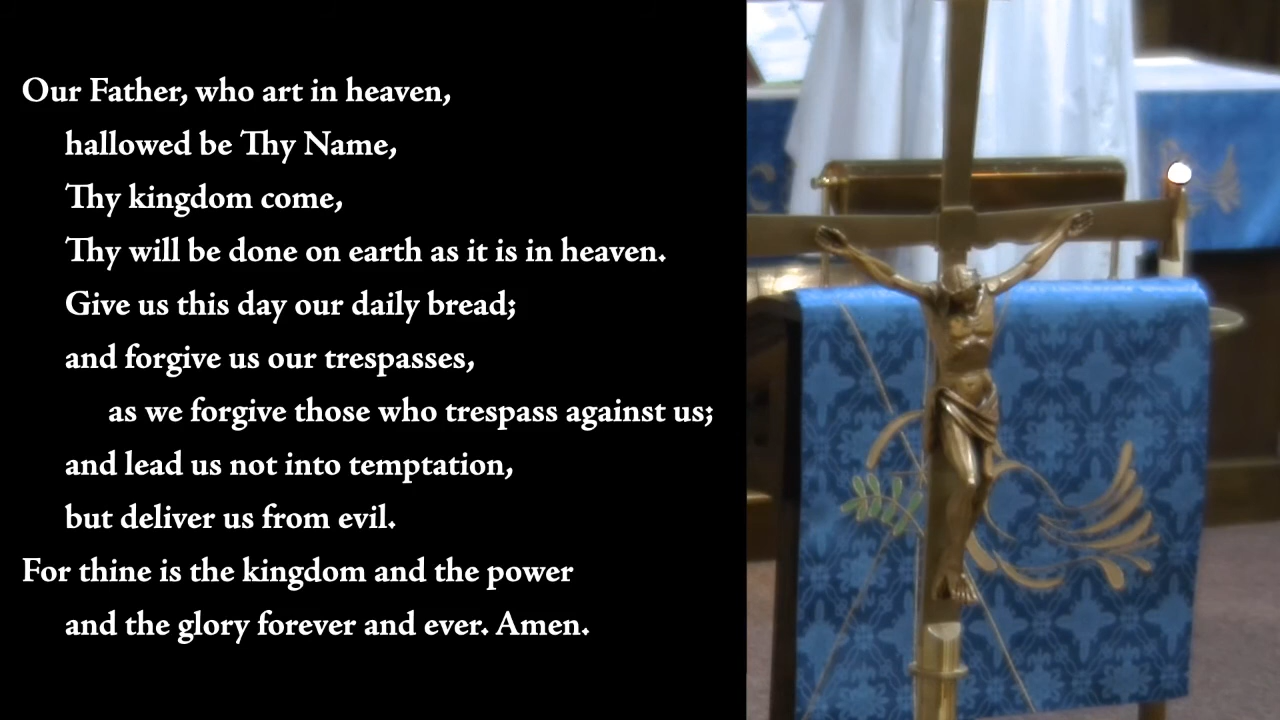 Our Father, who art in heaven,
hallowed be Thy Name,
Thy kingdom come,
Thy will be done on earth as it is in heaven.
Give us this day our daily bread;
and forgive us our trespasses,
as we forgive those who trespass against us;
and lead us not into temptation,
but deliver us from evil.
For thine is the kingdom and the power
and the glory forever and ever. Amen.